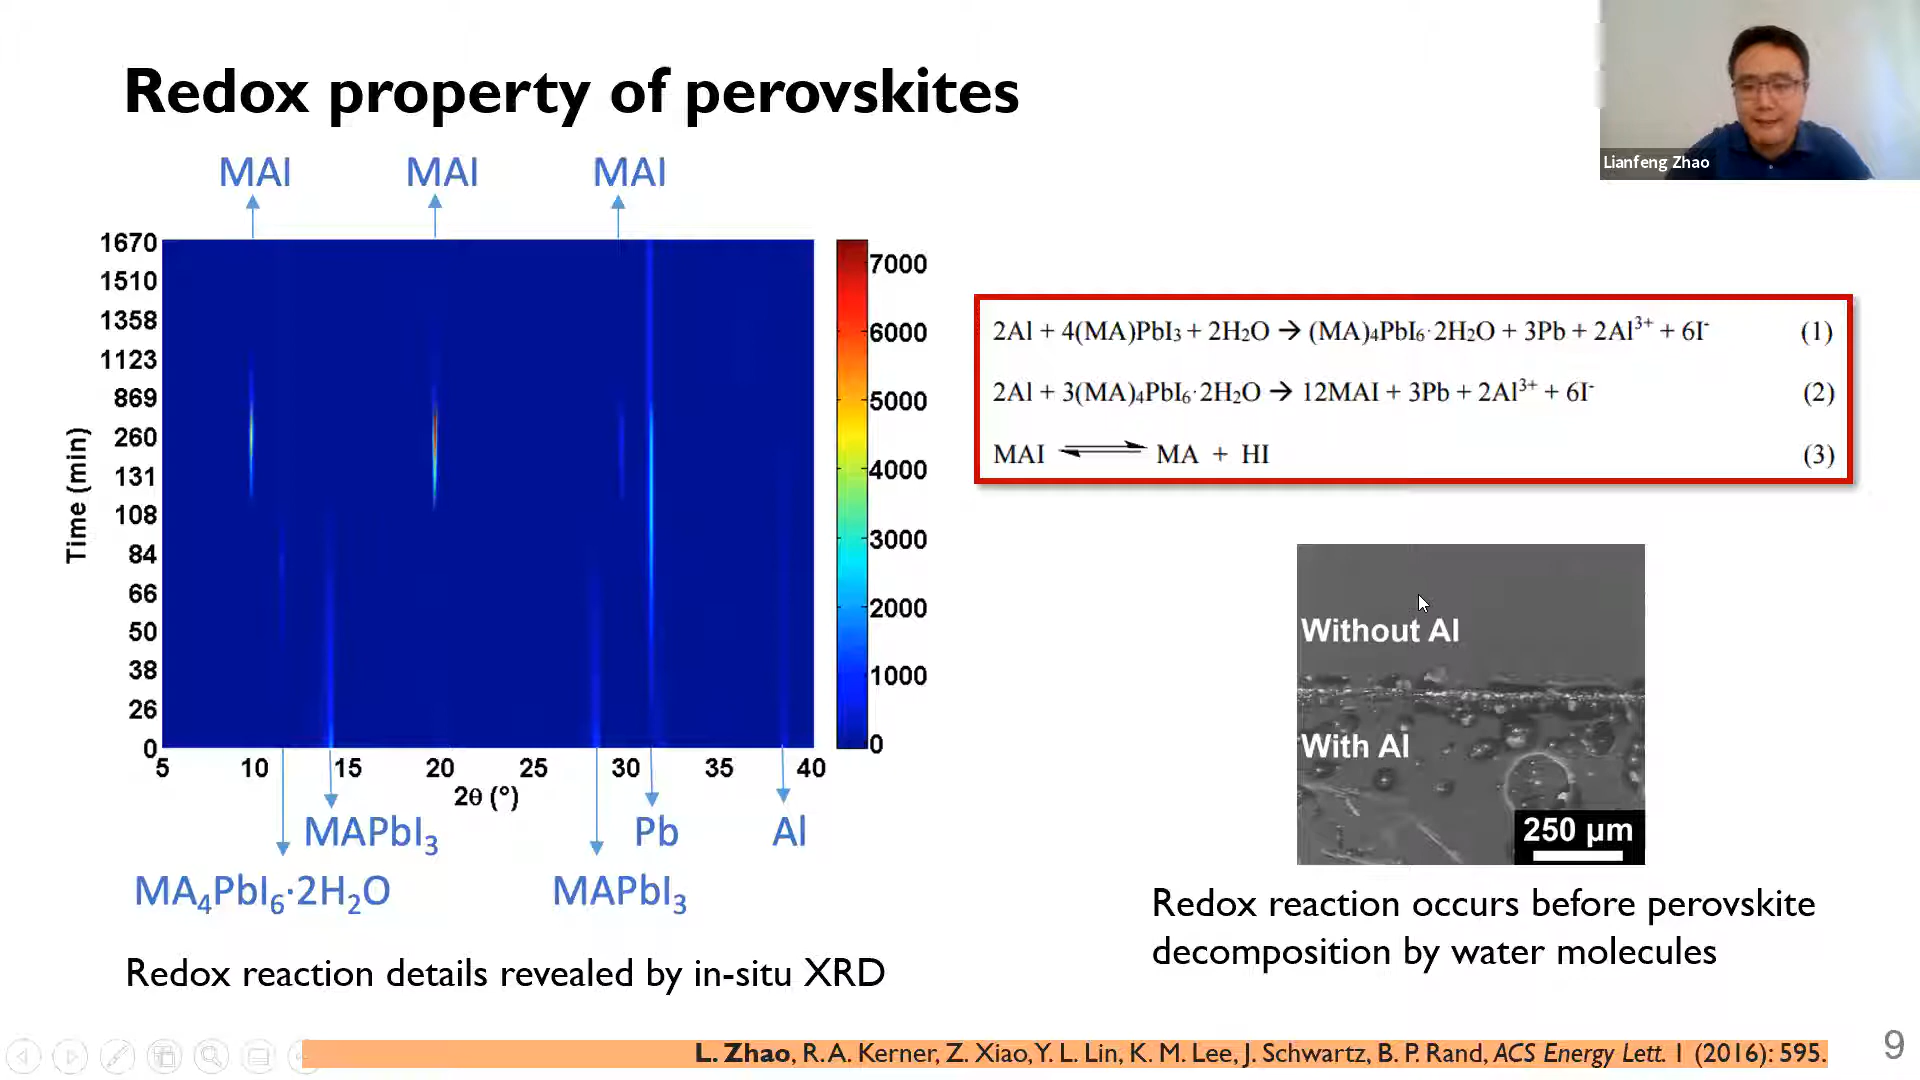 Redox property of perovskites
Lianfeng Zhao
MAI MAI MAI
1670
1510
1358
1123
869
260
131
108
84
66
50
38
26
0
Time (min)
5 10 15 20 25 30 35 40
2θ (°)
7000
6000
5000
4000
3000
2000
1000
0
MAPbI₃ Pb Al
MA₄PbI₆·2H₂O MAPbI₃
Redox reaction details revealed by in-situ XRD
2Al + 4(MA)PbI₃ + 2H₂O → (MA)₄PbI₆·2H₂O + 3Pb + 2Al³⁺ + 6I⁻ (1)
2Al + 3(MA)₄PbI₆·2H₂O → 12MAI + 3Pb + 2Al³⁺ + 6I⁻ (2)
MAI ⇌ MA + HI (3)
Without Al
With Al
250 µm
Redox reaction occurs before perovskite
decomposition by water molecules
L. Zhao, R. A. Kerner, Z. Xiao, Y. L. Lin, K. M. Lee, J. Schwartz, B. P. Rand, ACS Energy Lett. 1 (2016): 595.
9